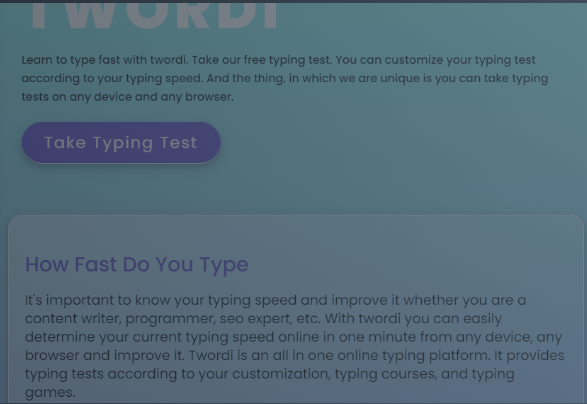 TWORDI
Learn to type fast with twordi. Take our free typing test. You can customize your typing test
according to your typing speed. And the thing, in which we are unique is you can take typing
tests on any device and any browser.
Take Typing Test
How Fast Do You Type
It's important to know your typing speed and improve it whether you are a
content writer, programmer, seo expert, etc. With twordi you can easily
determine your current typing speed online in one minute from any device, any
browser and improve it. Twordi is an all in one online typing platform. It provides
typing tests according to your customization, typing courses, and typing
games.